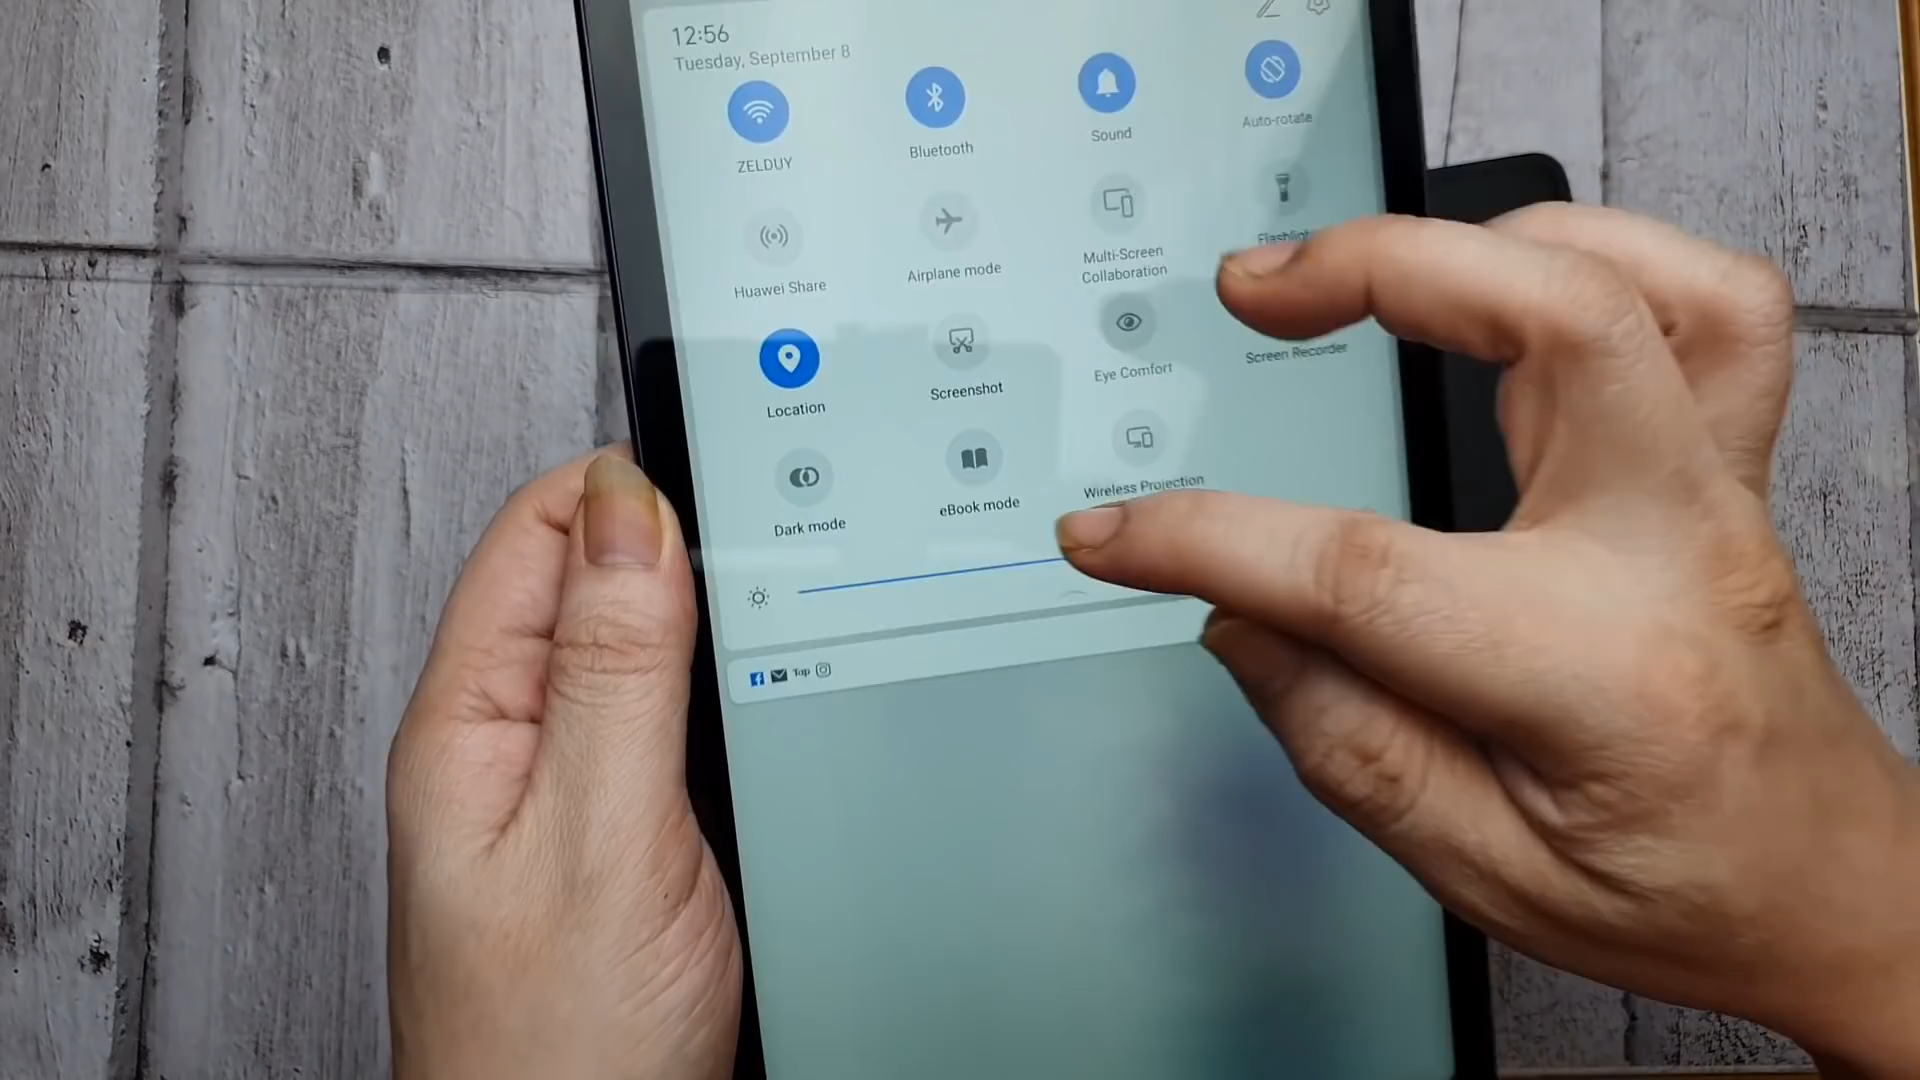 12:56
Tuesday, September 8
ZELDUY
Bluetooth
Sound
Auto-rotate
Huawei Share
Airplane mode
Multi-Screen
Collaboration
Flashlight
Location
Screenshot
Eye Comfort
Screen Recorder
Dark mode
eBook mode
Wireless Projection
Top